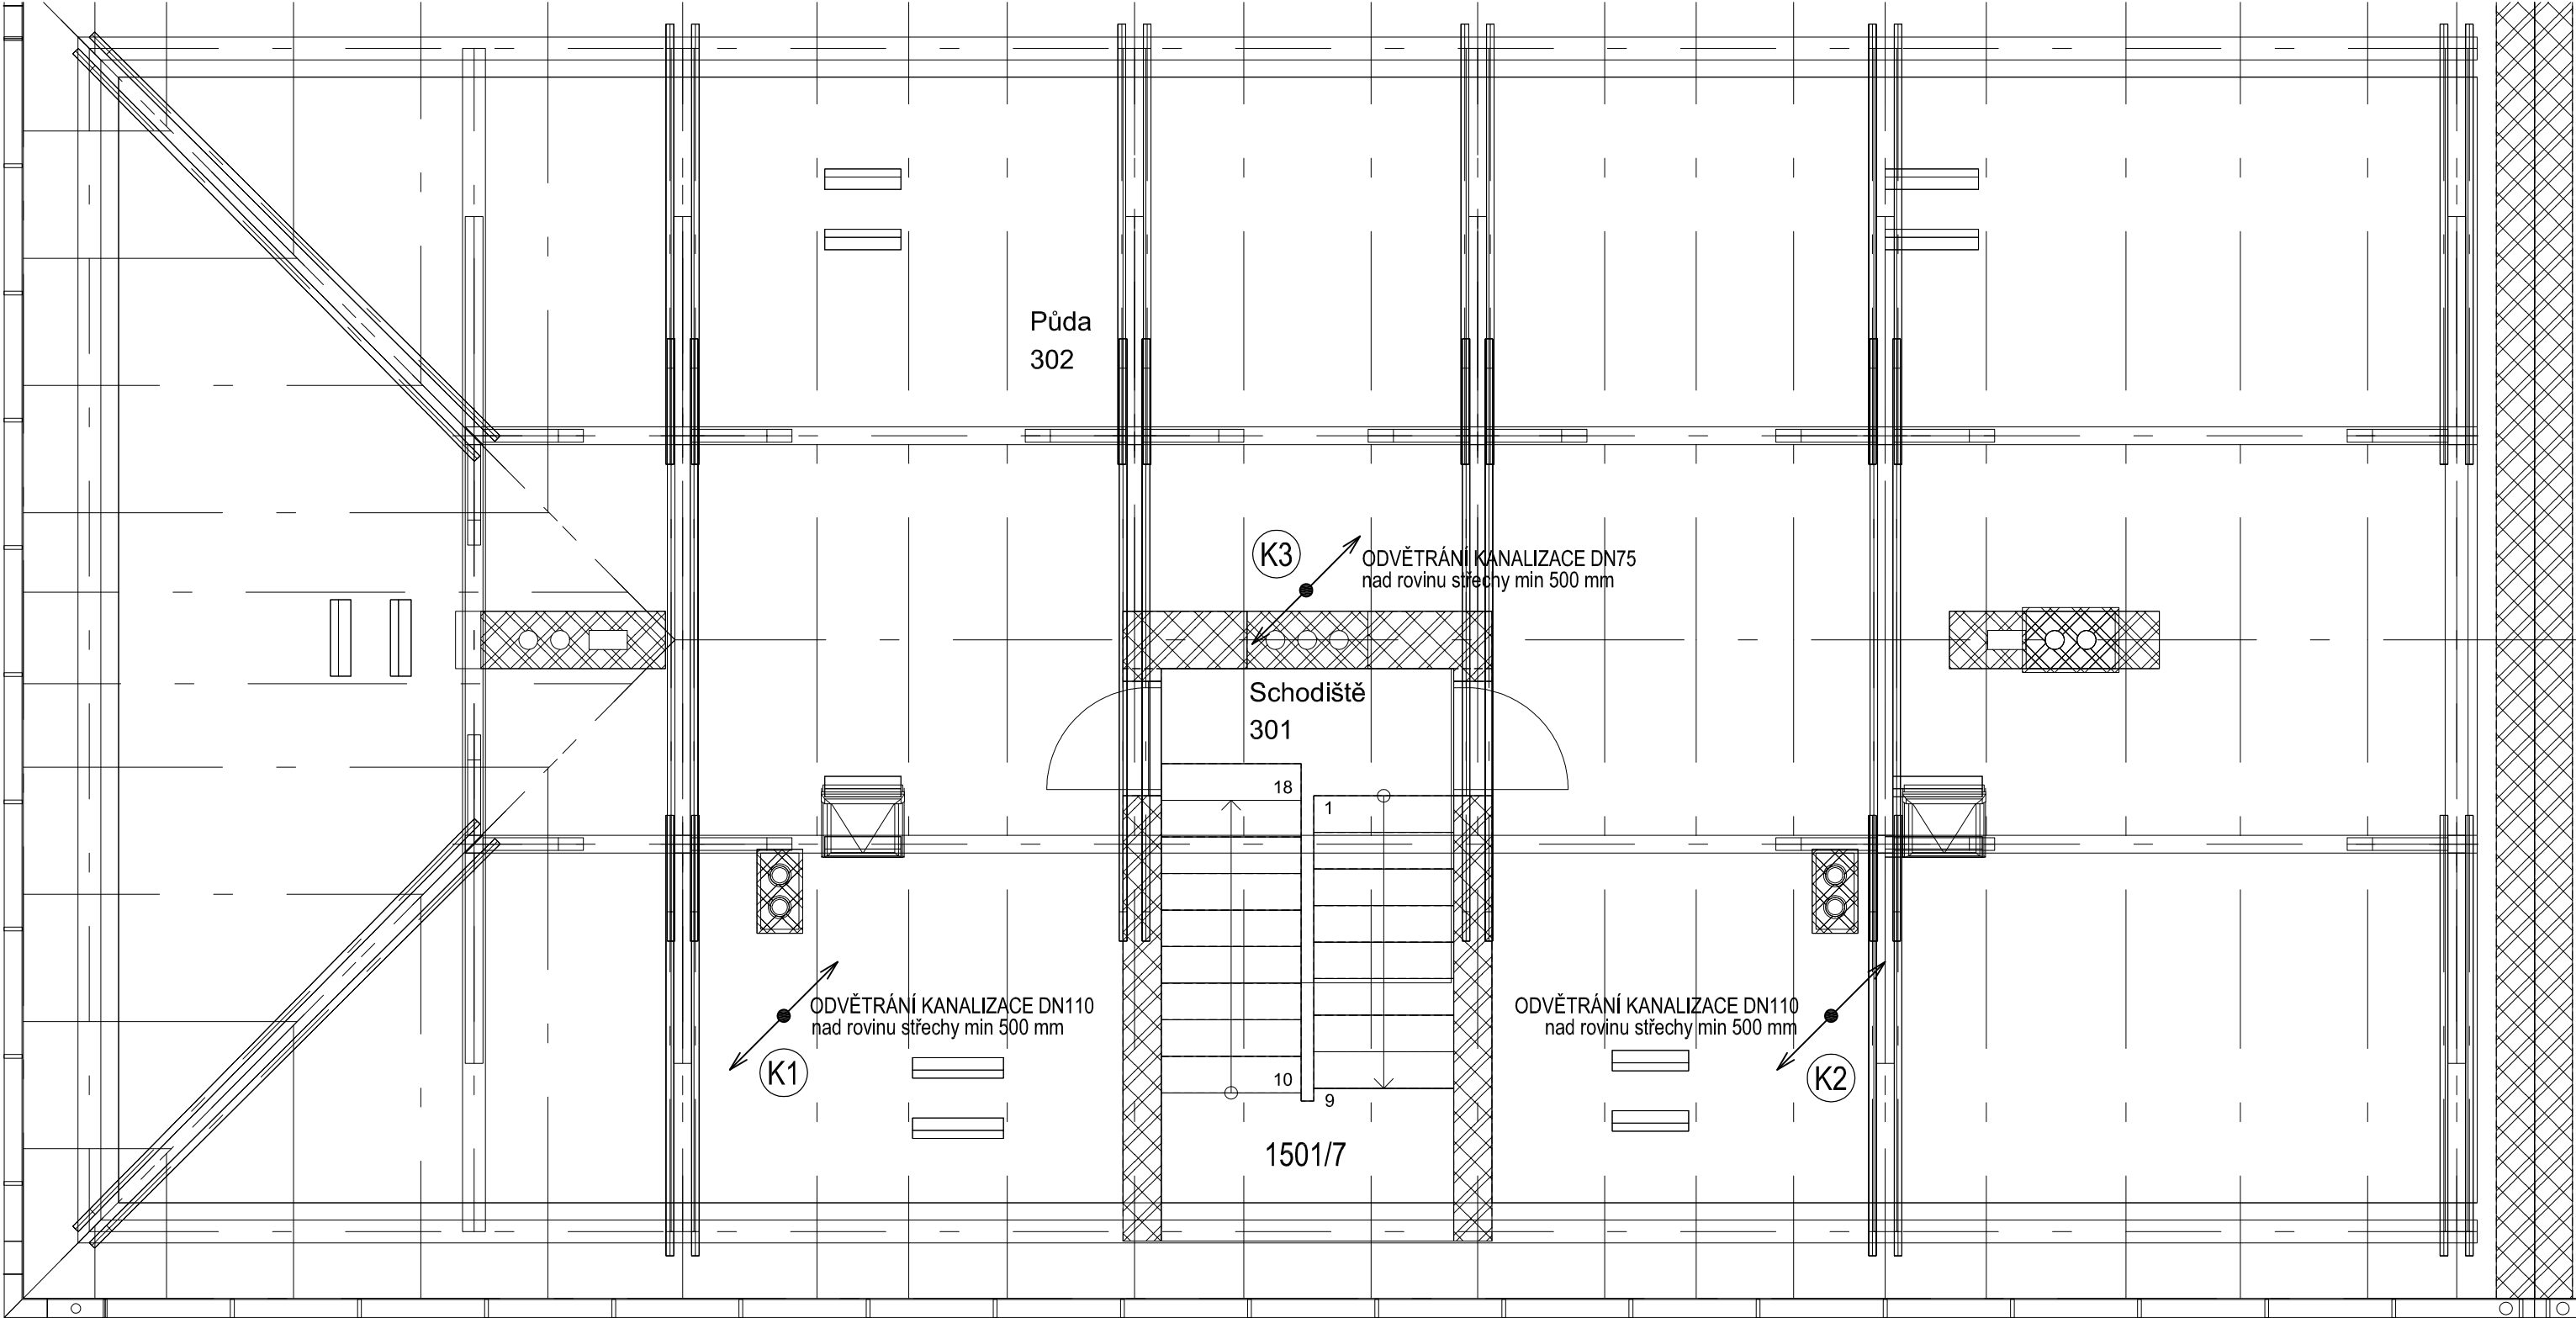 Půda
302
K3
ODVĚTRÁNÍ KANALIZACE DN75
nad rovinu střechy min 500 mm
Schodiště
301
18
1
10
9
ODVĚTRÁNÍ KANALIZACE DN110
nad rovinu střechy min 500 mm
K1
ODVĚTRÁNÍ KANALIZACE DN110
nad rovinu střechy min 500 mm
K2
1501/7